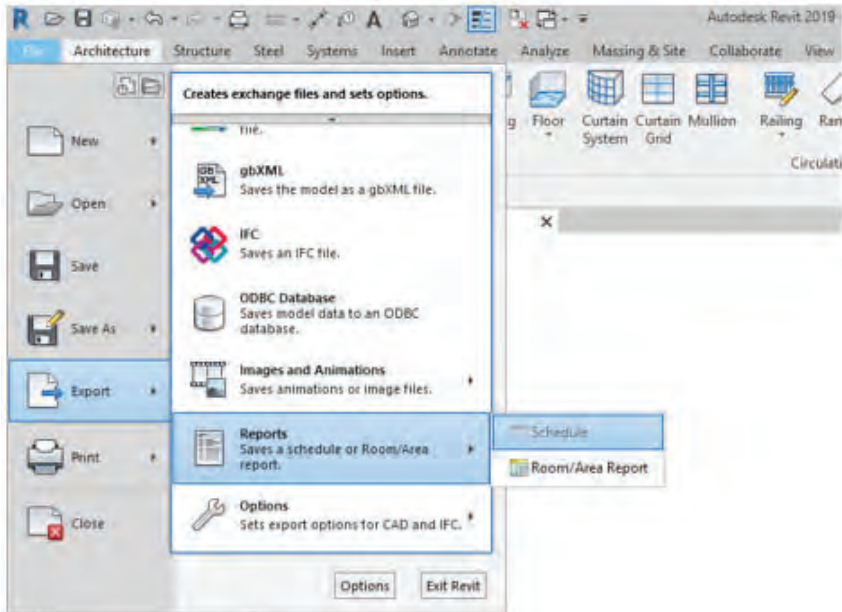 Autodesk Revit 2019
File Architecture Structure Steel Systems Insert Annotate Analyze Massing & Site Collaborate View
Creates exchange files and sets options.
file.
New
Open
Save
Save As
Export
Print
Close
gbXML
Saves the model as a gbXML file.
IFC
Saves an IFC file.
ODBC Database
Saves model data to an ODBC
database.
Images and Animations
Saves animations or image files.
Reports
Saves a schedule or Room/Area
report.
Options
Sets export options for CAD and IFC.
Schedule
Room/Area Report
g Floor Curtain Curtain Mullion Railing Ram
System Grid
Circulati
Options Exit Revit